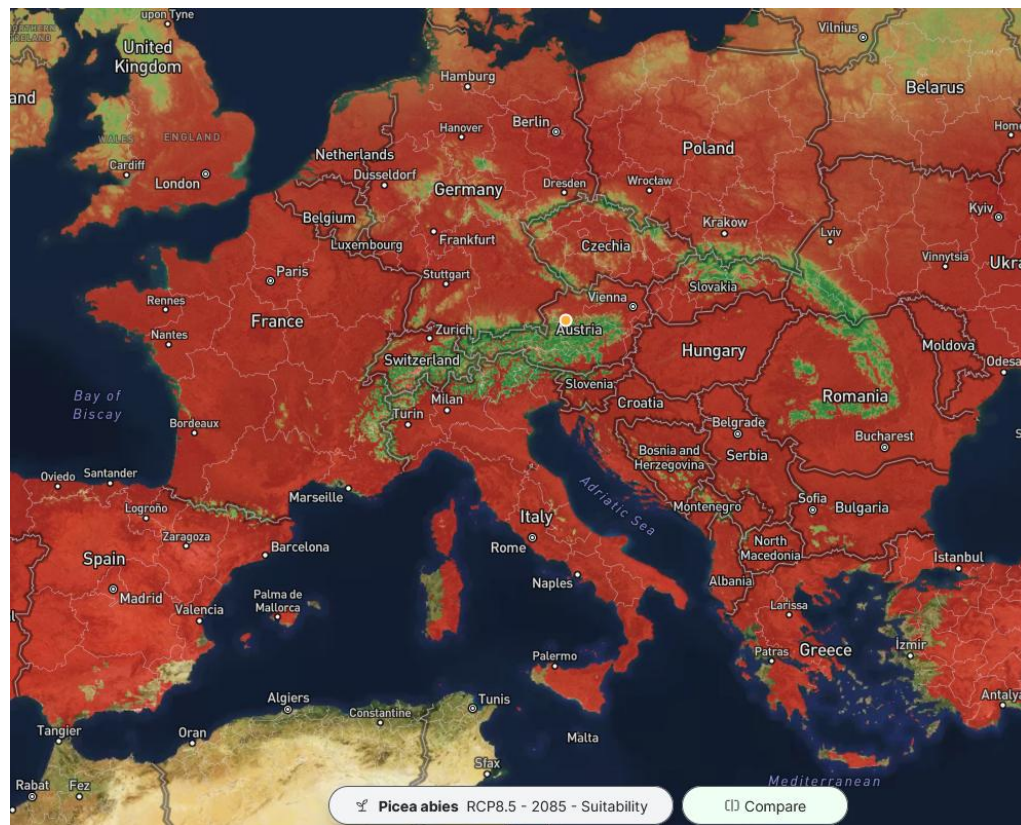 upon Tyne
NORTHERN
IRELAND
United
Kingdom
Vilnius
Hamburg
Belarus
and
WALES
ENGLAND
Hanover
Berlin
Home
Poland
Cardiff
London
Netherlands
Dusseldorf
Germany
Dresden
Wrocław
Belgium
Krakow
Kyiv
Luxembourg
Frankfurt
Czechia
Lviv
Paris
Stuttgart
Slovakia
Vinnytsia
Ukra
Rennes
Vienna
France
Zurich
Austria
Nantes
Switzerland
Hungary
Moldova
Odesa
Bay of
Biscay
Milan
Slovenia
Turin
Croatia
Romania
Bordeaux
Belgrade
Bosnia and
Herzegovina
Serbia
Bucharest
Oviedo
Santander
Marseille
Adriatic Sea
Montenegro
Sofia
Bulgaria
Logroño
Italy
Zaragoza
Rome
North
Macedonia
Spain
Barcelona
Istanbul
Madrid
Naples
Albania
Palma de
Mallorca
Valencia
Larissa
Palermo
Patras
Greece
İzmir
Algiers
Tunis
Antalya
Constantine
Tangier
Oran
Malta
Sfax
Rabat
Fez
Mediterranean
Picea abies RCP8.5 - 2085 - Suitability
Compare